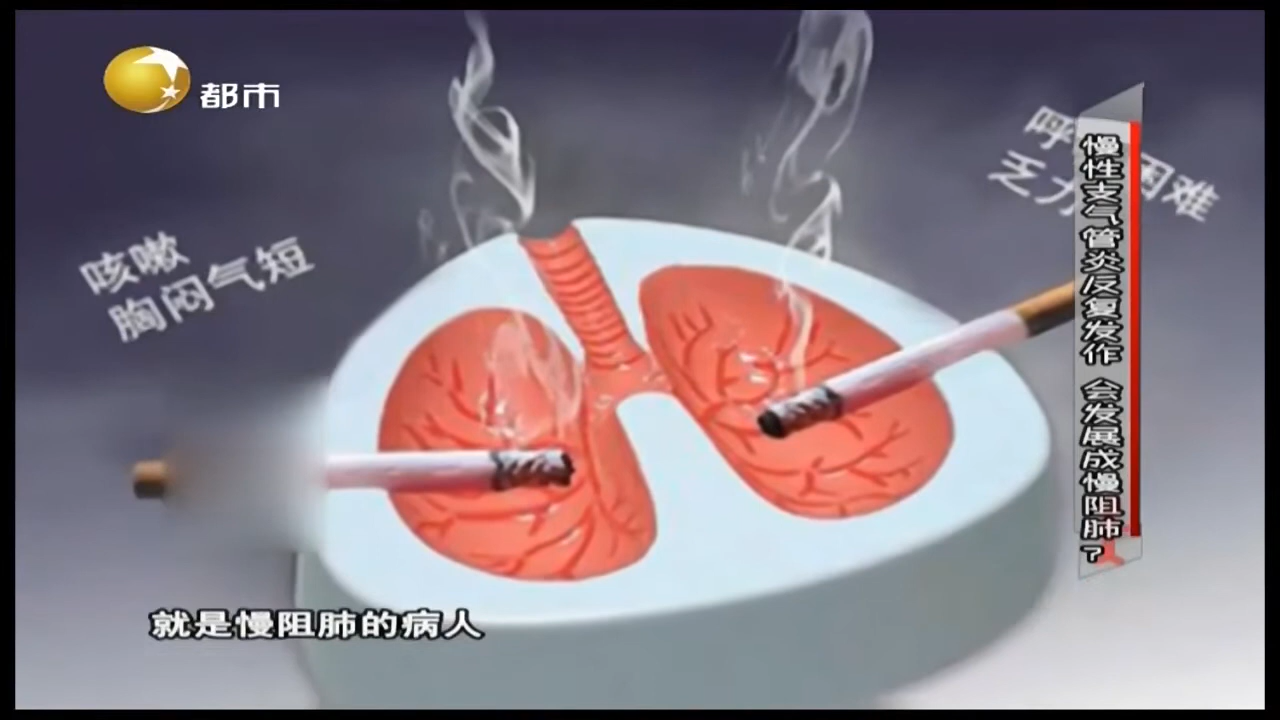 都市
咳嗽
胸闷气短
呼 困难
乏力
慢性支气管炎反复发作 会发展成慢阻肺?
就是慢阻肺的病人